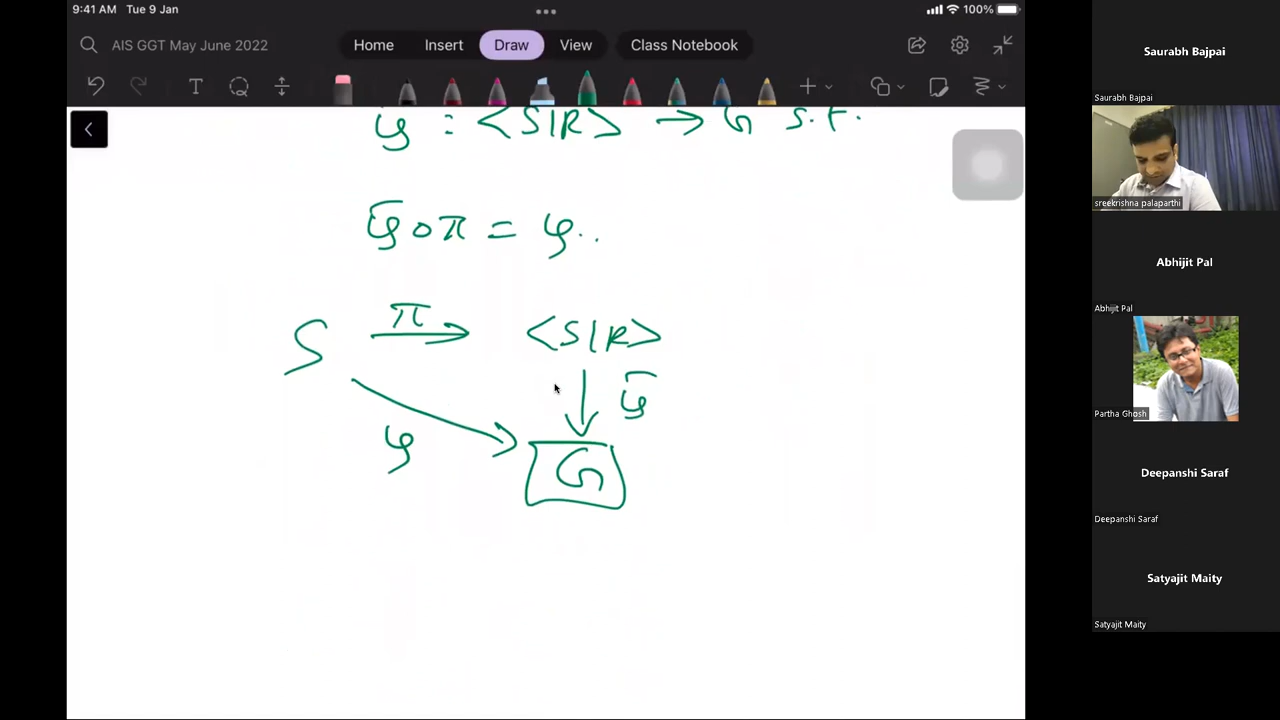 9:41 AM Tue 9 Jan
100%
AIS GGT May June 2022
Home Insert Draw View Class Notebook
T
φ̄ : <S|R> → G s.t.
φ̄ ∘ π = φ..
S π → <S|R>
↓ φ̄
φ
G
Saurabh Bajpai
Saurabh Bajpai
sreekrishna palaparthi
Abhijit Pal
Abhijit Pal
Partha Ghosh
Deepanshi Saraf
Deepanshi Saraf
Satyajit Maity
Satyajit Maity